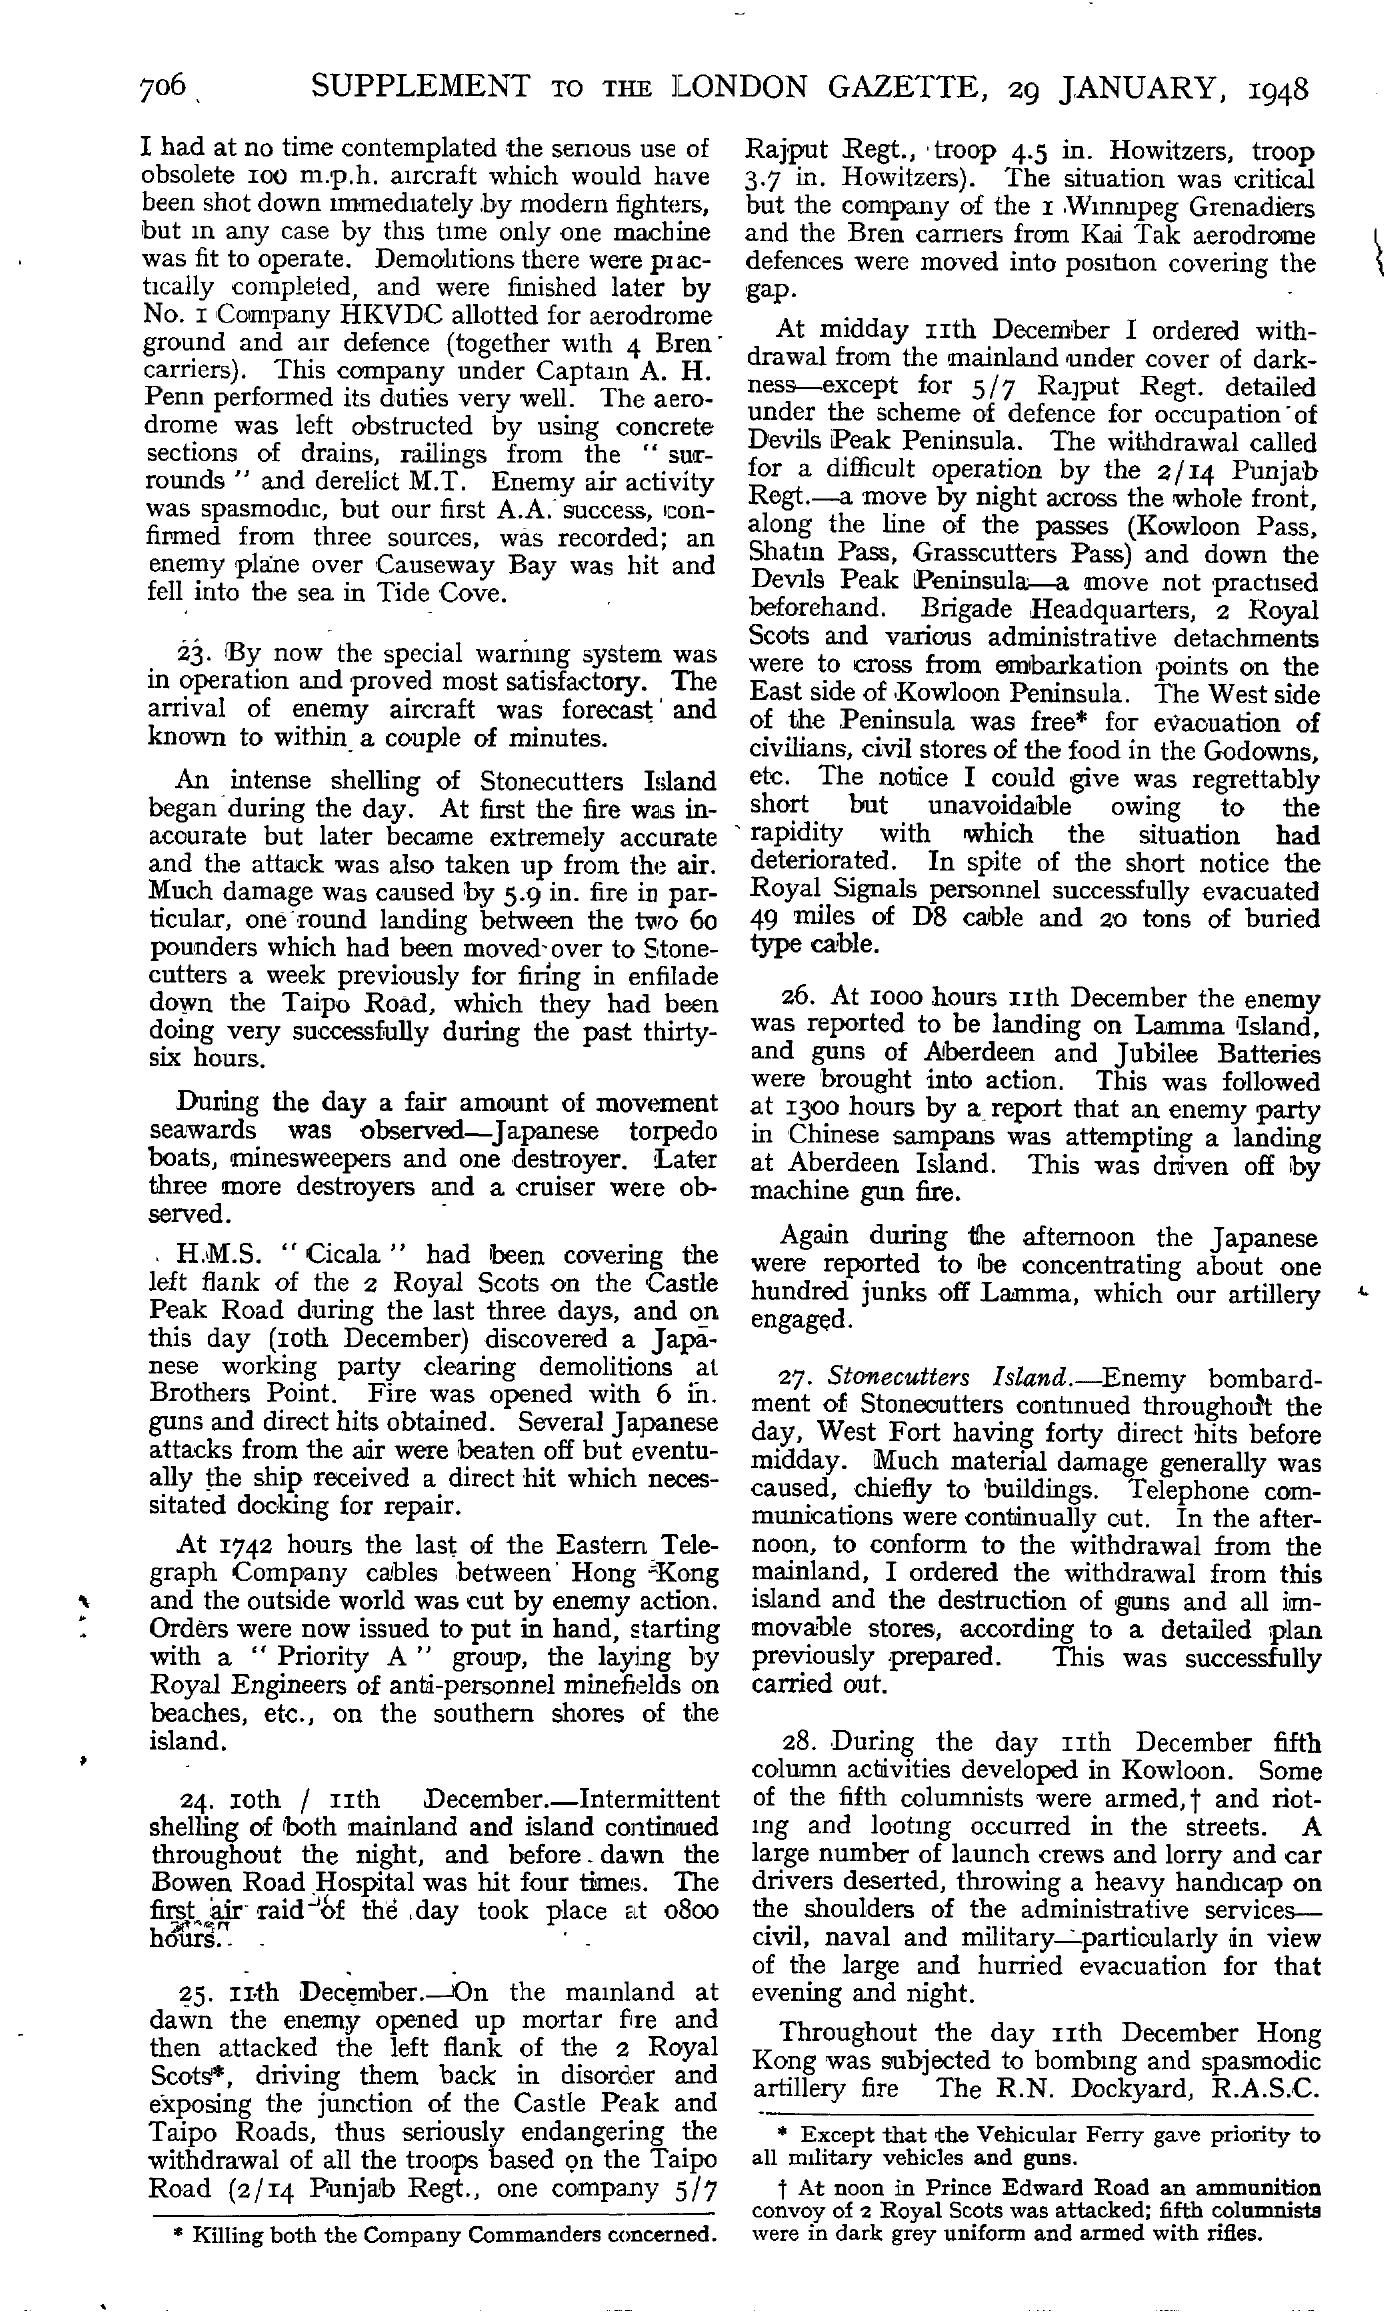 706 SUPPLEMENT TO THE LONDON GAZETTE, 29 JANUARY, 1948
I had at no time contemplated the serious use of
obsolete 100 m.p.h. aircraft which would have
been shot down immediately by modern fighters,
but in any case by this time only one machine
was fit to operate. Demolitions there were prac-
tically completed, and were finished later by
No. 1 Company HKVDC allotted for aerodrome
ground and air defence (together with 4 Bren
carriers). This company under Captain A. H.
Penn performed its duties very well. The aero-
drome was left obstructed by using concrete
sections of drains, railings from the "sur-
rounds" and derelict M.T. Enemy air activity
was spasmodic, but our first A.A. success, con-
firmed from three sources, was recorded; an
enemy plane over Causeway Bay was hit and
fell into the sea in Tide Cove.
23. By now the special warning system was
in operation and proved most satisfactory. The
arrival of enemy aircraft was forecast and
known to within a couple of minutes.
An intense shelling of Stonecutters Island
began during the day. At first the fire was in-
accurate but later became extremely accurate
and the attack was also taken up from the air.
Much damage was caused by 5.9 in. fire in par-
ticular, one round landing between the two 60
pounders which had been moved over to Stone-
cutters a week previously for firing in enfilade
down the Taipo Road, which they had been
doing very successfully during the past thirty-
six hours.
During the day a fair amount of movement
seawards was observed—Japanese torpedo
boats, minesweepers and one destroyer. Later
three more destroyers and a cruiser were ob-
served.
H.M.S. "Cicala" had been covering the
left flank of the 2 Royal Scots on the Castle
Peak Road during the last three days, and on
this day (10th December) discovered a Japa-
nese working party clearing demolitions at
Brothers Point. Fire was opened with 6 in.
guns and direct hits obtained. Several Japanese
attacks from the air were beaten off but eventu-
ally the ship received a direct hit which neces-
sitated docking for repair.
At 1742 hours the last of the Eastern Tele-
graph Company cables between Hong Kong
and the outside world was cut by enemy action.
Orders were now issued to put in hand, starting
with a "Priority A" group, the laying by
Royal Engineers of anti-personnel minefields on
beaches, etc., on the southern shores of the
island.
24. 10th / 11th December.—Intermittent
shelling of both mainland and island continued
throughout the night, and before dawn the
Bowen Road Hospital was hit four times. The
first air raid of the day took place at 0800
hours.
25. 11th December.—On the mainland at
dawn the enemy opened up mortar fire and
then attacked the left flank of the 2 Royal
Scots*, driving them back in disorder and
exposing the junction of the Castle Peak and
Taipo Roads, thus seriously endangering the
withdrawal of all the troops based on the Taipo
Road (2/14 Punjab Regt., one company 5/7
* Killing both the Company Commanders concerned.
Rajput Regt., troop 4.5 in. Howitzers, troop
3.7 in. Howitzers). The situation was critical
but the company of the 1 Winnipeg Grenadiers
and the Bren carriers from Kai Tak aerodrome
defences were moved into position covering the
gap.
At midday 11th December I ordered with-
drawal from the mainland under cover of dark-
ness—except for 5/7 Rajput Regt. detailed
under the scheme of defence for occupation of
Devils Peak Peninsula. The withdrawal called
for a difficult operation by the 2/14 Punjab
Regt.—a move by night across the whole front,
along the line of the passes (Kowloon Pass,
Shatin Pass, Grasscutters Pass) and down the
Devils Peak Peninsula—a move not practised
beforehand. Brigade Headquarters, 2 Royal
Scots and various administrative detachments
were to cross from embarkation points on the
East side of Kowloon Peninsula. The West side
of the Peninsula was free* for evacuation of
civilians, civil stores of the food in the Godowns,
etc. The notice I could give was regrettably
short but unavoidable owing to the
rapidity with which the situation had
deteriorated. In spite of the short notice the
Royal Signals personnel successfully evacuated
49 miles of D8 cable and 20 tons of buried
type cable.
26. At 1000 hours 11th December the enemy
was reported to be landing on Lamma Island,
and guns of Aberdeen and Jubilee Batteries
were brought into action. This was followed
at 1300 hours by a report that an enemy party
in Chinese sampans was attempting a landing
at Aberdeen Island. This was driven off by
machine gun fire.
Again during the afternoon the Japanese
were reported to be concentrating about one
hundred junks off Lamma, which our artillery
engaged.
27. Stonecutters Island.—Enemy bombard-
ment of Stonecutters continued throughout the
day, West Fort having forty direct hits before
midday. Much material damage generally was
caused, chiefly to buildings. Telephone com-
munications were continually cut. In the after-
noon, to conform to the withdrawal from the
mainland, I ordered the withdrawal from this
island and the destruction of guns and all im-
movable stores, according to a detailed plan
previously prepared. This was successfully
carried out.
28. During the day 11th December fifth
column activities developed in Kowloon. Some
of the fifth columnists were armed,† and riot-
ing and looting occurred in the streets. A
large number of launch crews and lorry and car
drivers deserted, throwing a heavy handicap on
the shoulders of the administrative services—
civil, naval and military—particularly in view
of the large and hurried evacuation for that
evening and night.
Throughout the day 11th December Hong
Kong was subjected to bombing and spasmodic
artillery fire The R.N. Dockyard, R.A.S.C.
* Except that the Vehicular Ferry gave priority to
all military vehicles and guns.
† At noon in Prince Edward Road an ammunition
convoy of 2 Royal Scots was attacked; fifth columnists
were in dark grey uniform and armed with rifles.